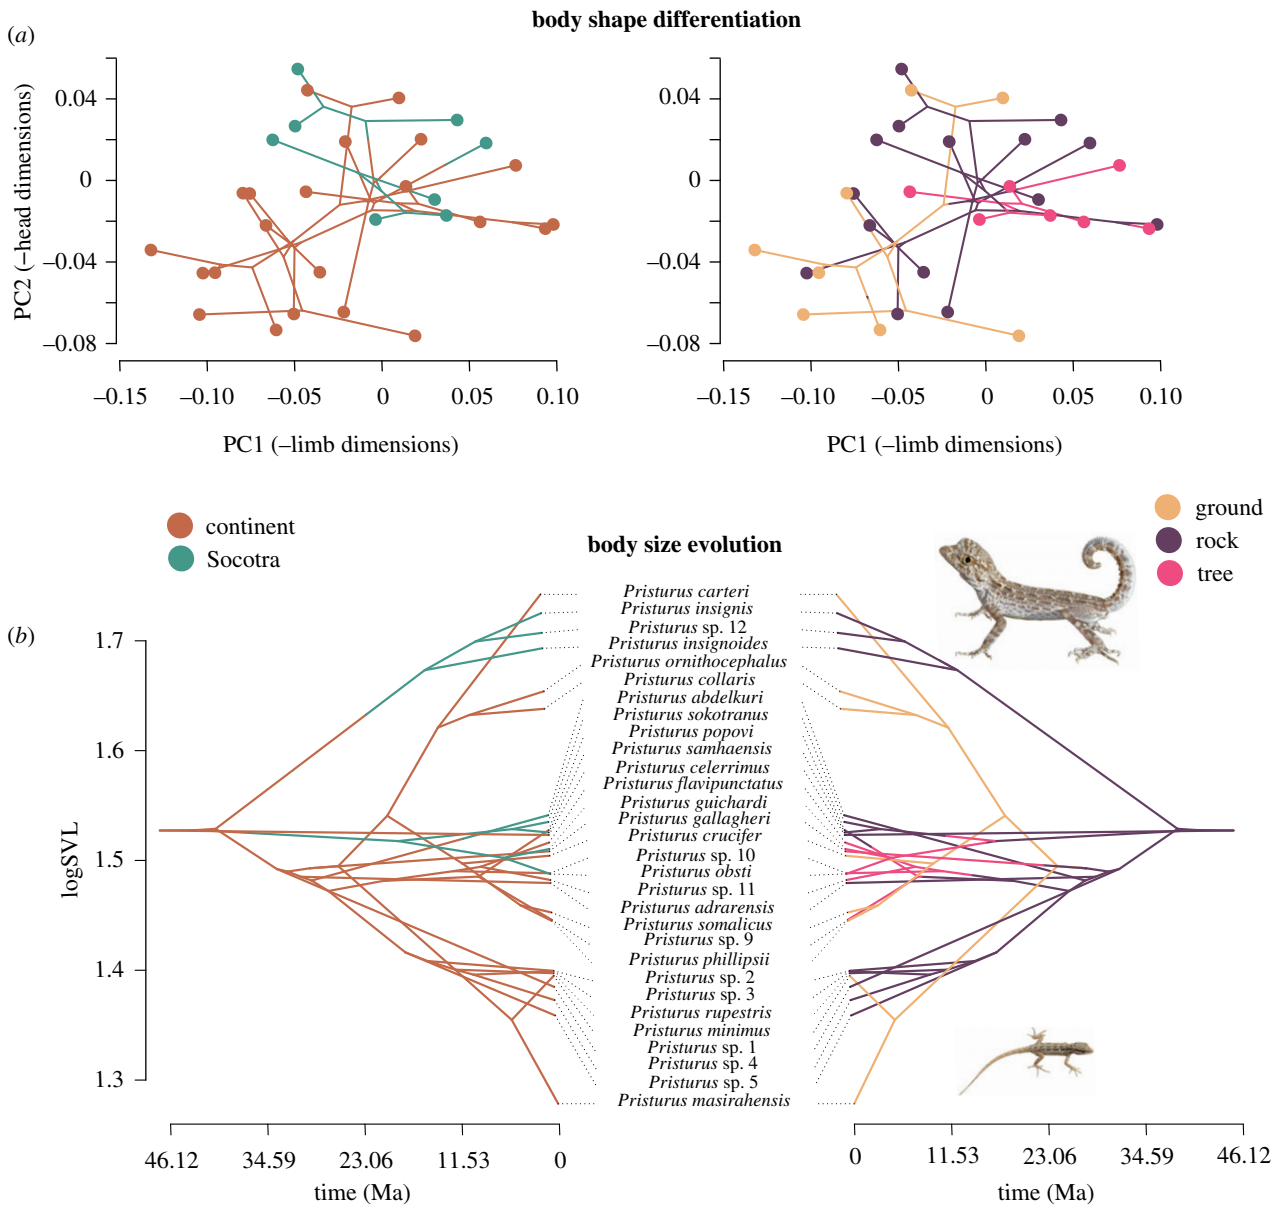 body shape differentiation
(a)
PC2 (–head dimensions)
0.04
0
–0.04
–0.08
–0.15
–0.10
–0.05
0
0.05
0.10
PC1 (–limb dimensions)
0.04
0
–0.04
–0.08
–0.15
–0.10
–0.05
0
0.05
0.10
PC1 (–limb dimensions)
continent
Socotra
ground
rock
tree
body size evolution
(b)
logSVL
1.7
1.6
1.5
1.4
1.3
Pristurus carteri
Pristurus insignis
Pristurus sp. 12
Pristurus insignoides
Pristurus ornithocephalus
Pristurus collaris
Pristurus abdelkuri
Pristurus sokotranus
Pristurus popovi
Pristurus samhaensis
Pristurus celerrimus
Pristurus flavipunctatus
Pristurus guichardi
Pristurus gallagheri
Pristurus crucifer
Pristurus sp. 10
Pristurus obsti
Pristurus sp. 11
Pristurus adrarensis
Pristurus somalicus
Pristurus sp. 9
Pristurus phillipsii
Pristurus sp. 2
Pristurus sp. 3
Pristurus rupestris
Pristurus minimus
Pristurus sp. 1
Pristurus sp. 4
Pristurus sp. 5
Pristurus masirahensis
46.12
34.59
23.06
11.53
0
time (Ma)
0
11.53
23.06
34.59
46.12
time (Ma)